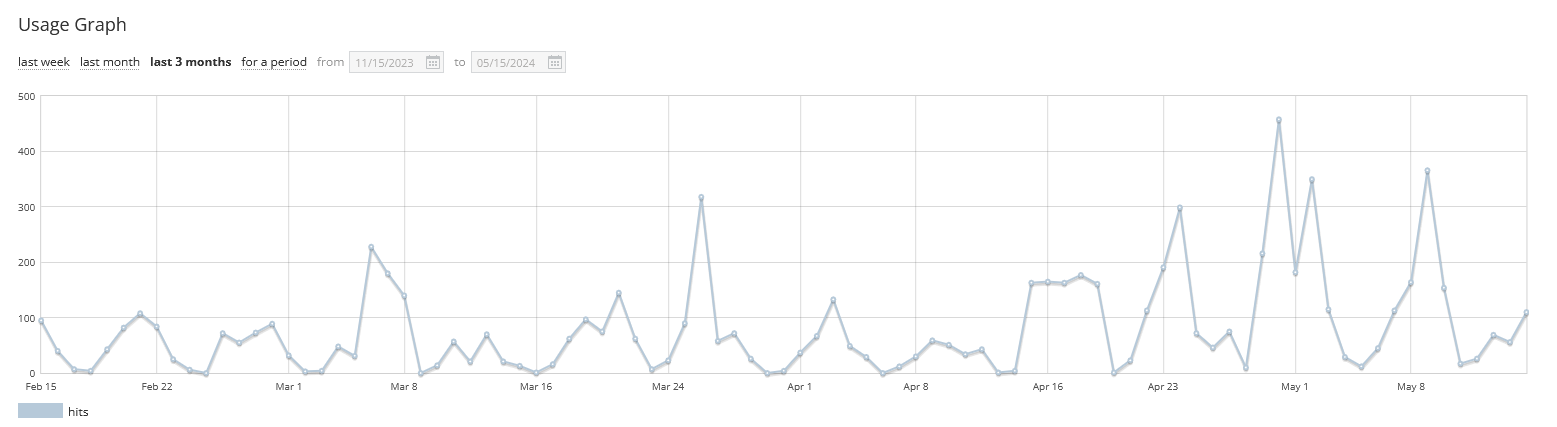 Usage Graph
last week last month last 3 months for a period from 11/15/2023 to 05/15/2024
500
400
300
200
100
0
Feb 15 Feb 22 Mar 1 Mar 8 Mar 16 Mar 24 Apr 1 Apr 8 Apr 16 Apr 23 May 1 May 8
hits